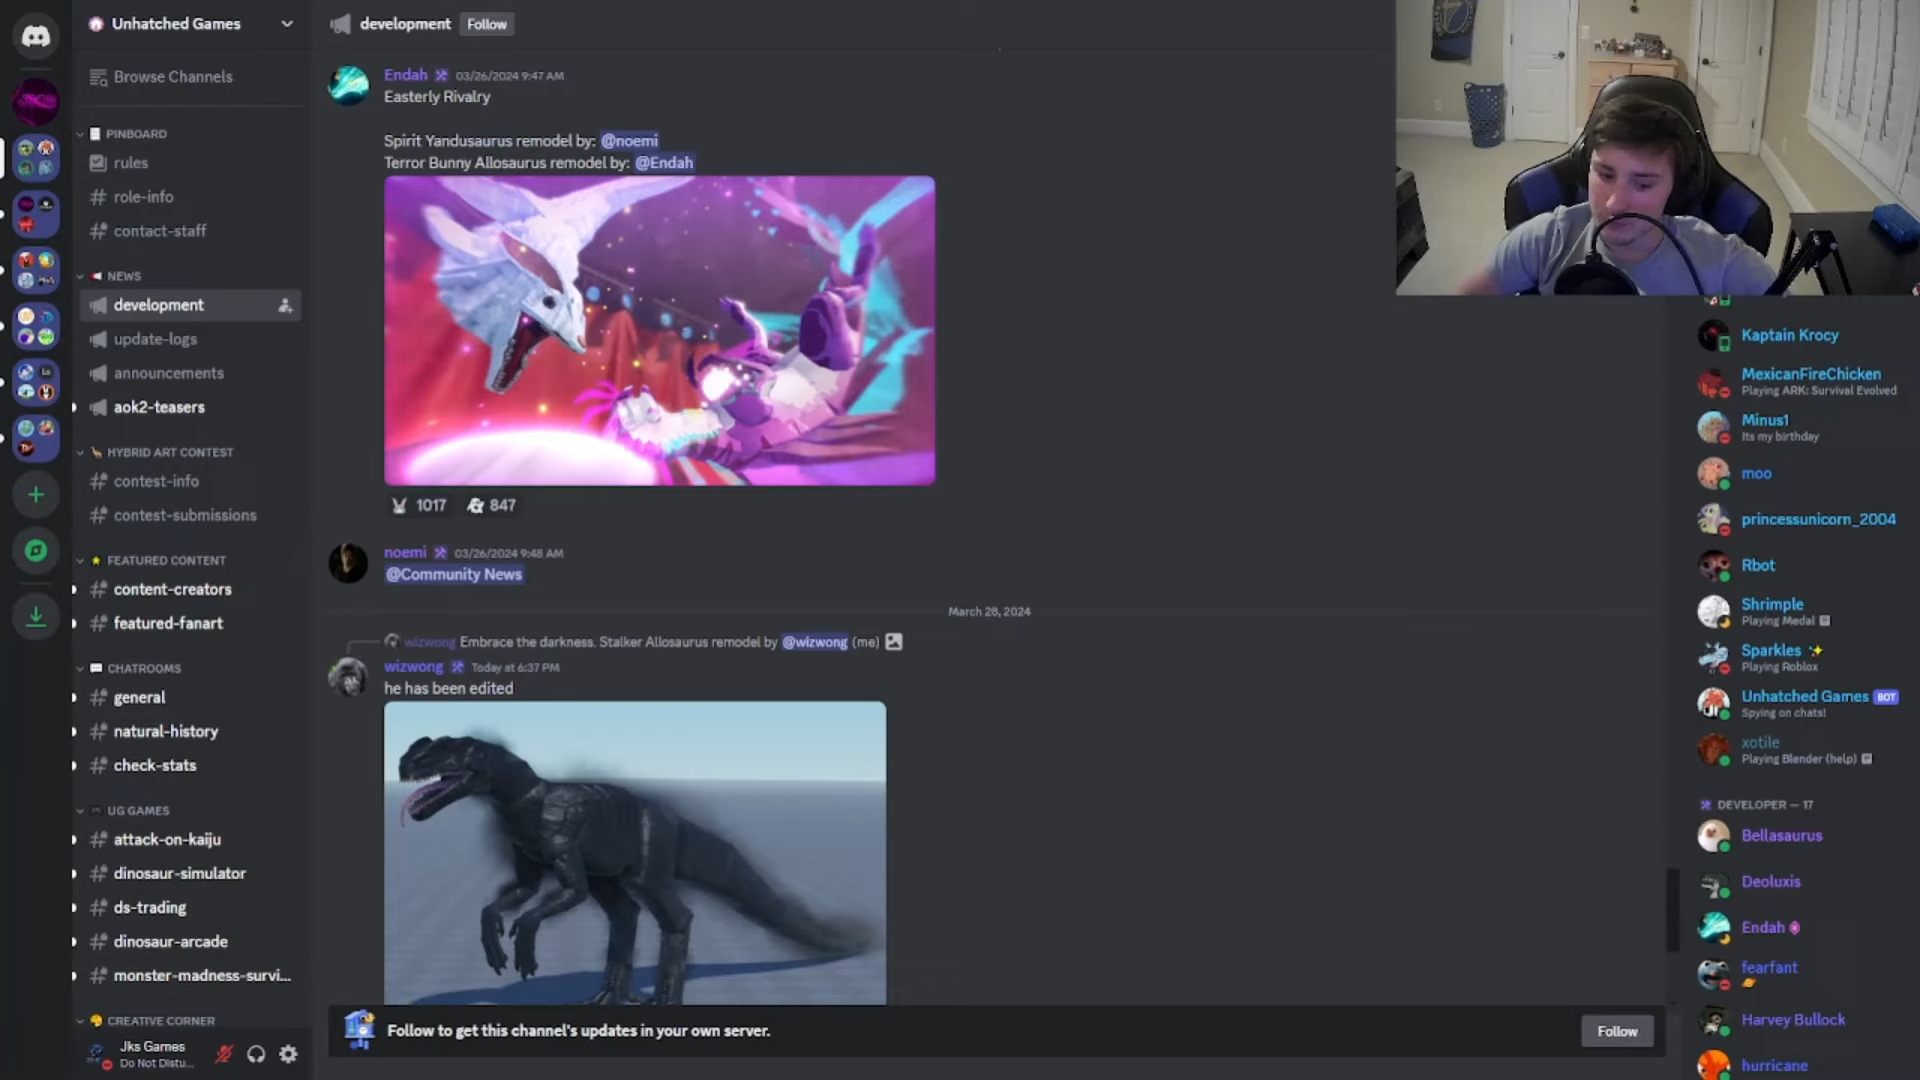 Unhatched Games
development
Follow
Browse Channels
PINBOARD
rules
role-info
contact-staff
NEWS
development
update-logs
announcements
aok2-teasers
HYBRID ART CONTEST
contest-info
contest-submissions
FEATURED CONTENT
content-creators
featured-fanart
CHATROOMS
general
natural-history
check-stats
UG GAMES
attack-on-kaiju
dinosaur-simulator
ds-trading
dinosaur-arcade
monster-madness-survi...
CREATIVE CORNER
Jks Games
Do Not Distu...
Endah 03/26/2024 9:47 AM
Easterly Rivalry
Spirit Yandusaurus remodel by: @noemi
Terror Bunny Allosaurus remodel by: @Endah
1017 847
noemi 03/26/2024 9:48 AM
@Community News
March 28, 2024
wizwong Embrace the darkness. Stalker Allosaurus remodel by @wizwong (me)
wizwong Today at 6:37 PM
he has been edited
Follow to get this channel's updates in your own server.
Follow
Kaptain Krocy
MexicanFireChicken
Playing ARK: Survival Evolved
Minus1
Its my birthday
moo
princessunicorn_2004
Rbot
Shrimple
Playing Medal
Sparkles
Playing Roblox
Unhatched Games BOT
Spying on chats!
xotile
Playing Blender (help)
DEVELOPER — 17
Bellasaurus
Deoluxis
Endah
fearfant
Harvey Bullock
hurricane